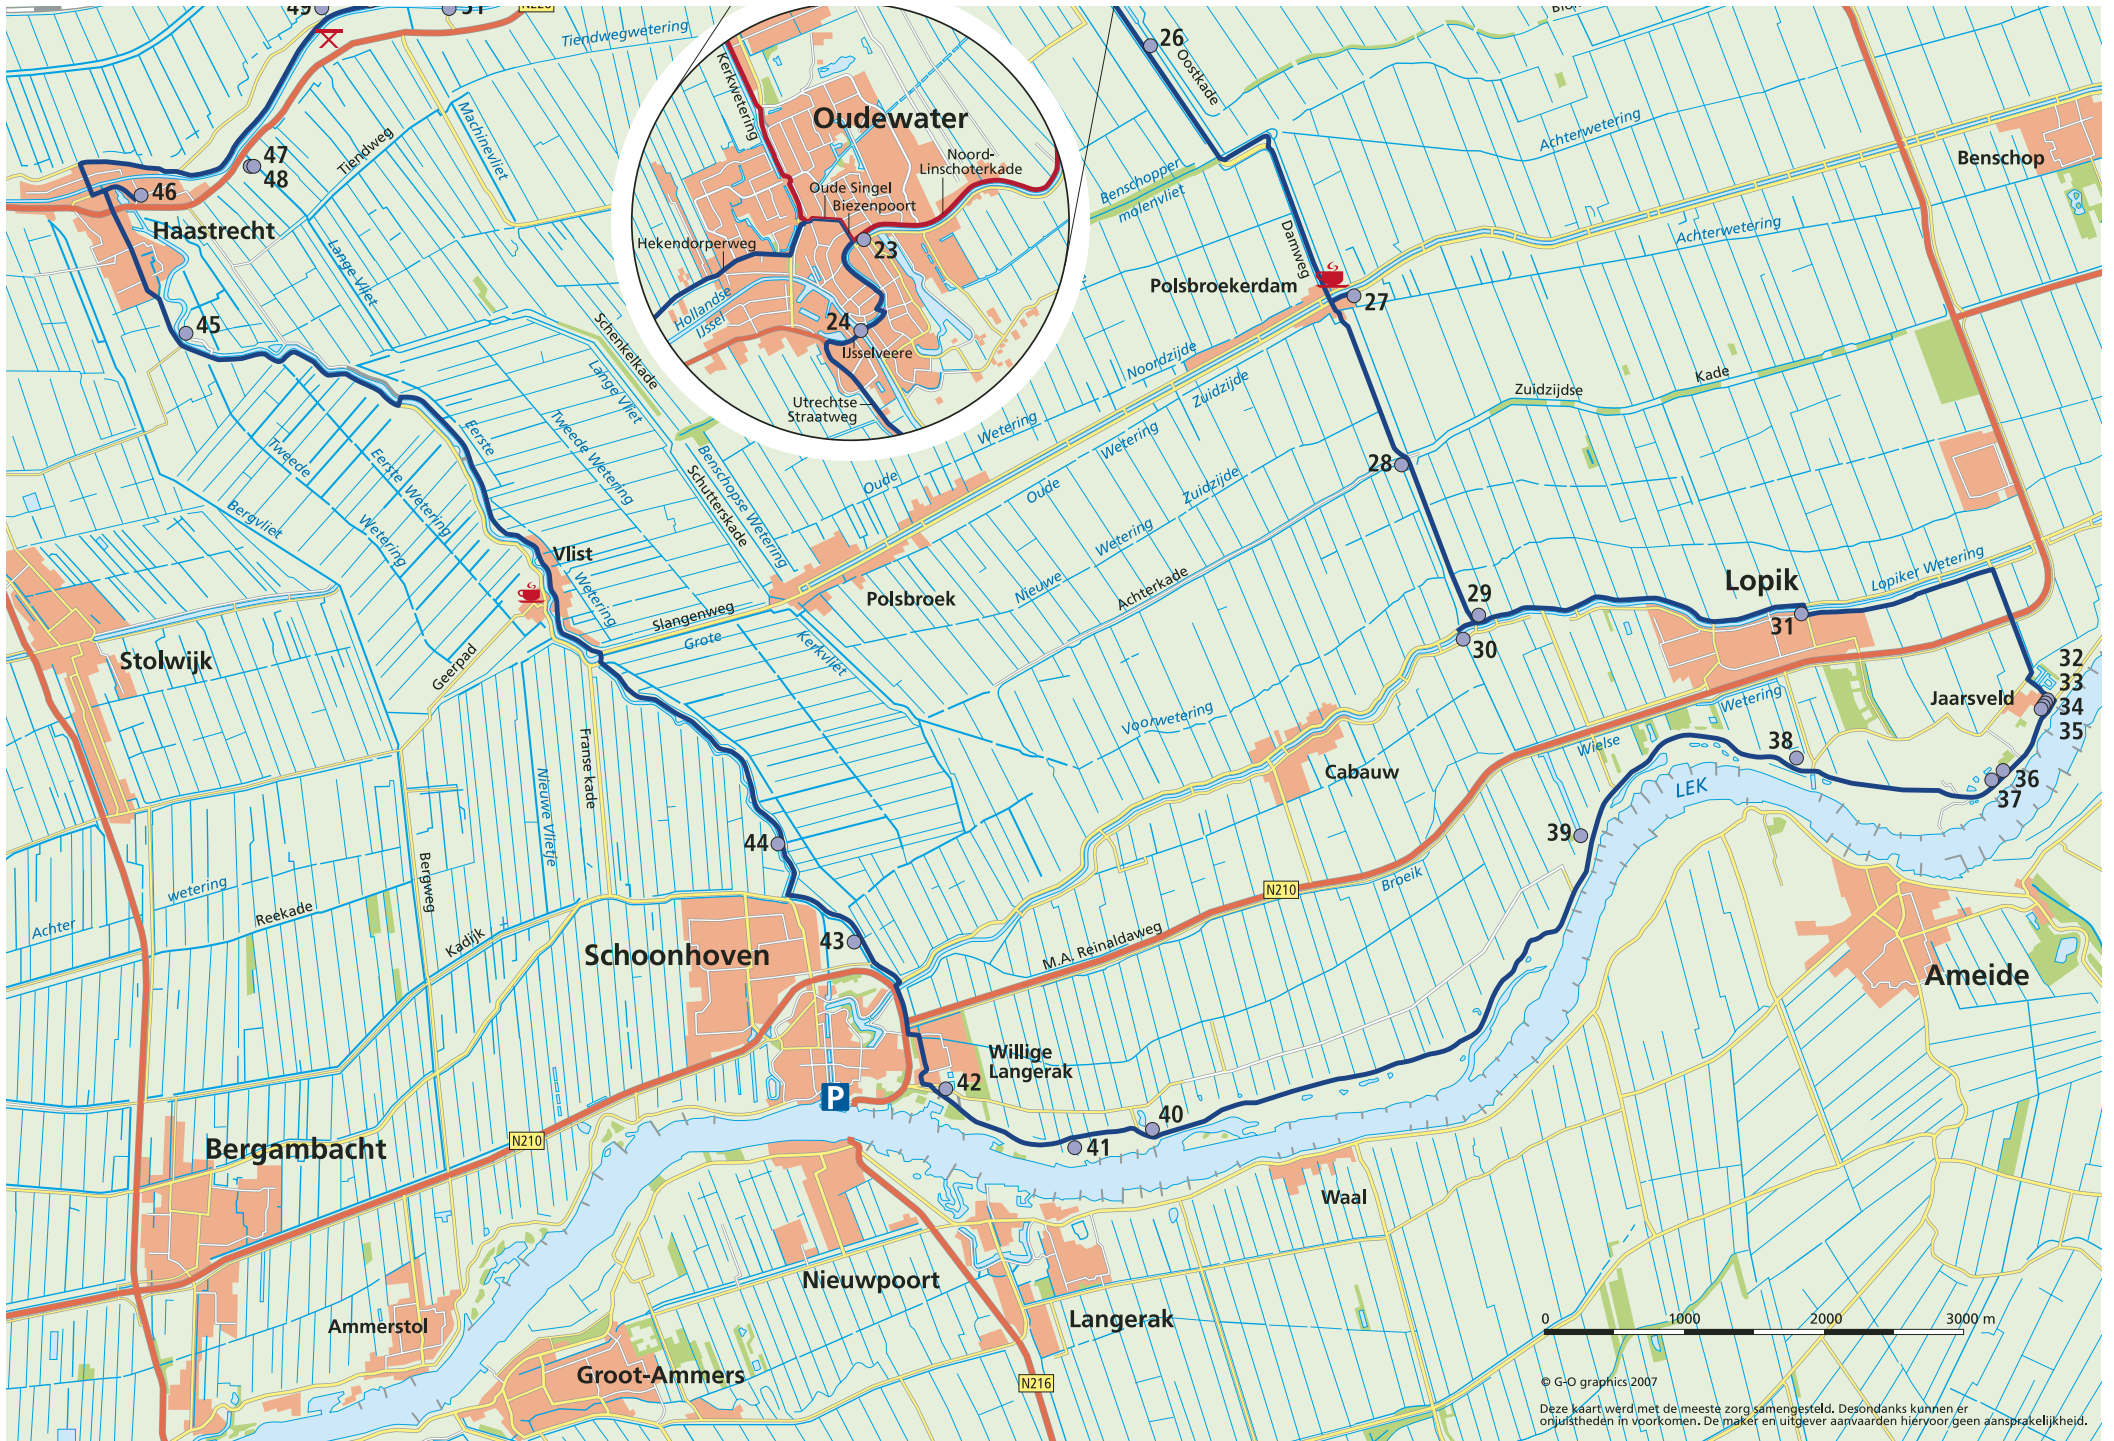 49
51
N228
Tiendwegwetering
26
Oostkade
Kerkwetering
Oudewater
Noord-
Linschoterkade
Oude Singel
Biezenpoort
Hekendorperweg
23
Hollandse
IJssel
24
IJsselveere
Utrechtse
Straatweg
Machinevliet
Tiendweg
47
48
46
Haastrecht
Lange Vliet
45
Achterwetering
Benschop
Benschopper
molenvliet
Achterwetering
Damweg
Polsbroekerdam
27
Schenkelkade
Lange Vliet
Noordzijde
Zuidzijde
Wetering
Zuidzijdse
Kade
Eerste
Tweede Wetering
Tweede
Eerste Wetering
Wetering
Bergvliet
Benschopse Wetering
Schutterskade
Oude
Wetering
Oude
Zuidzijde
28
Wetering
Nieuwe
Achterkade
Vlist
Wetering
Polsbroek
Slangenweg
Grote
Kerkvliet
Lopik
Lopiker Wetering
29
30
31
Stolwijk
Geerpad
32
33
34
35
Jaarsveld
Voorwetering
Wetering
Wielse
38
36
37
LEK
Cabauw
39
Franse kade
Nieuwe Vlietje
44
Bergweg
N210
Broeik
wetering
Achter
Reekade
Kadijk
43
Schoonhoven
M.A. Reinaldaweg
Ameide
Willige
Langerak
42
P
40
41
Bergambacht
N210
Waal
Nieuwpoort
Langerak
Ammerstol
Groot-Ammers
N216
0
1000
2000
3000 m
© G-O graphics 2007
Deze kaart werd met de meeste zorg samengesteld. Desondanks kunnen er
onjuistheden in voorkomen. De maker en uitgever aanvaarden hiervoor geen aansprakelijkheid.